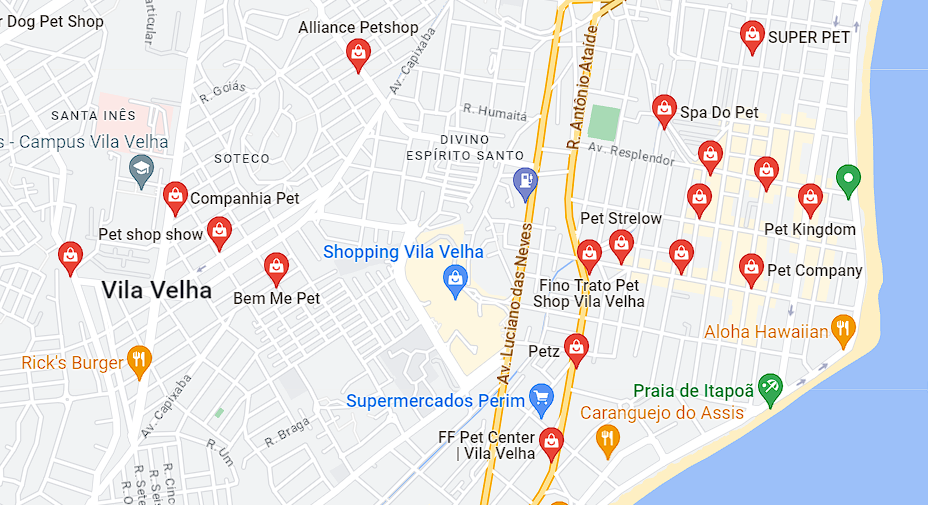 r Dog Pet Shop
Particular
Alliance Petshop
Av. Capixaba
R. Goiás
SANTA INÊS
s - Campus Vila Velha
SOTECO
R. Humaitá
DIVINO
ESPÍRITO SANTO
R. Antônio Ataíde
SUPER PET
Spa Do Pet
Av. Resplendor
Companhia Pet
Pet shop show
Bem Me Pet
Vila Velha
Shopping Vila Velha
Av. Luciano das Neves
Pet Strelow
Fino Trato Pet
Shop Vila Velha
Pet Kingdom
Pet Company
Aloha Hawaiian
Petz
Praia de Itapoã
Rick's Burger
Av. Capixaba
Supermercados Perim
Caranguejo do Assis
FF Pet Center
| Vila Velha
R. Braga
R. Um
R. Cinc
R. Seis
R. Sete
R. O